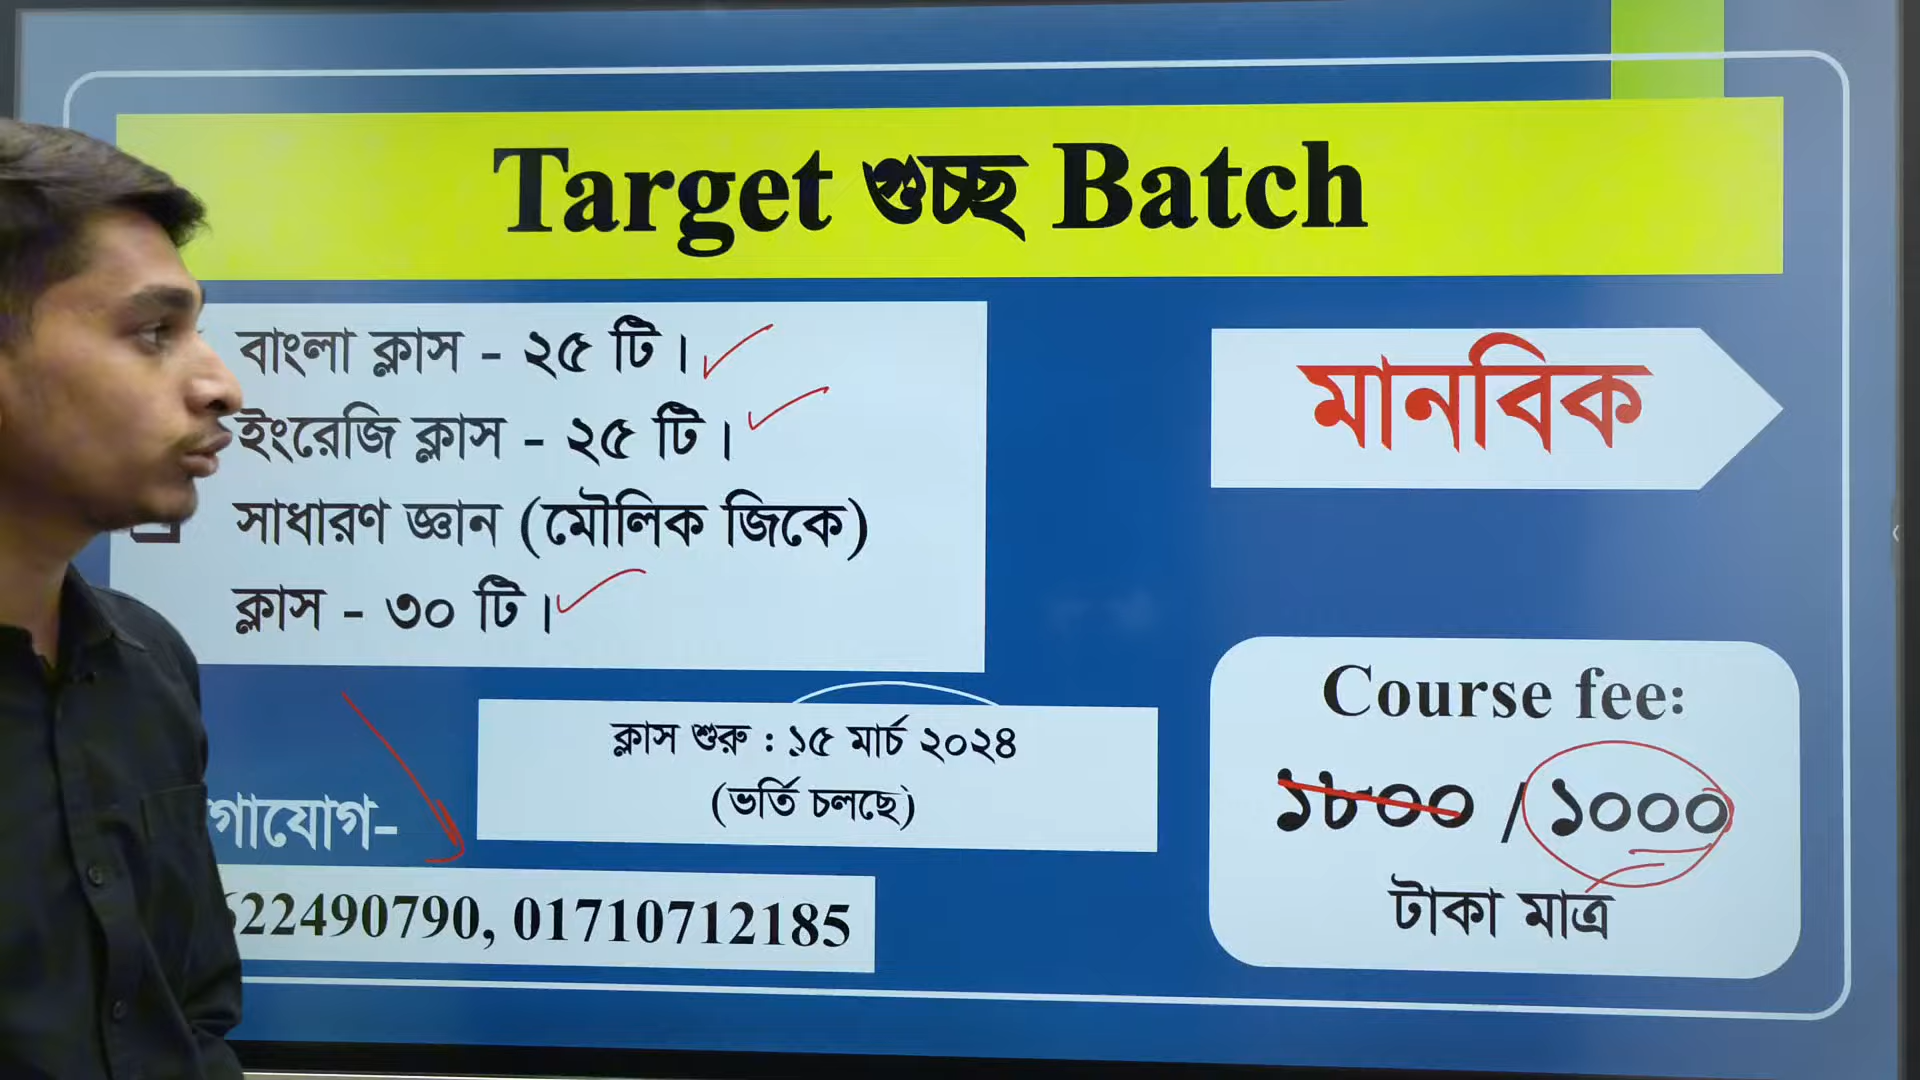 Target গুচ্ছ Batch
বাংলা ক্লাস - ২৫ টি।
ইংরেজি ক্লাস - ২৫ টি।
সাধারণ জ্ঞান (মৌলিক জিকে)
ক্লাস - ৩০ টি।
মানবিক
ক্লাস শুরু : ১৫ মার্চ ২০২৪
(ভর্তি চলছে)
22490790, 01710712185
Course fee:
১৮০০ / ১০০০
টাকা মাত্র